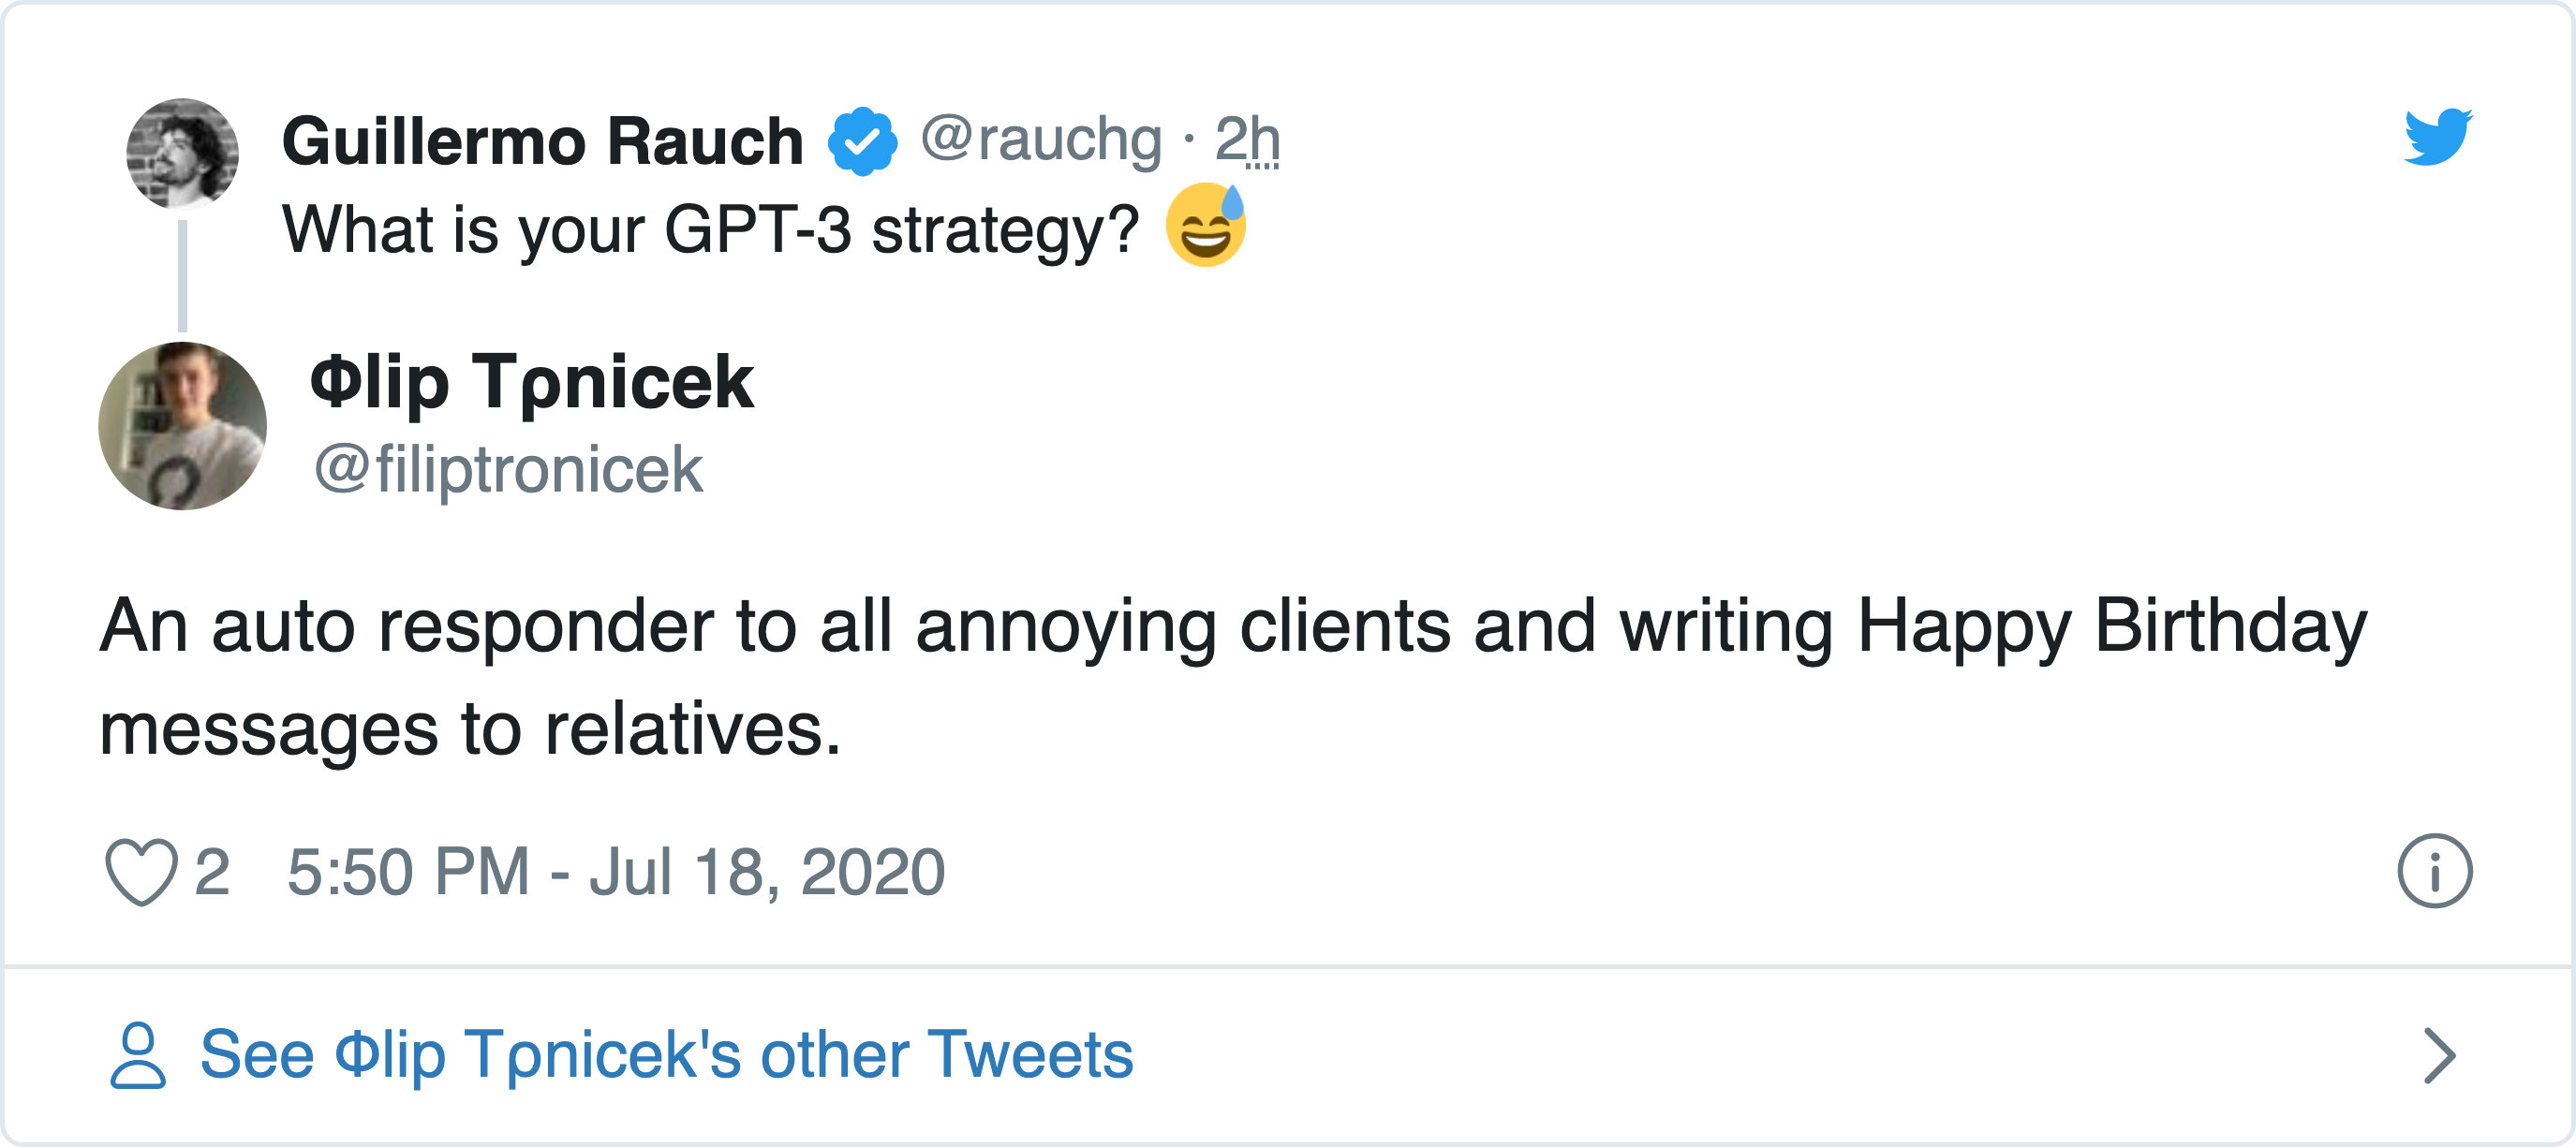 Guillermo Rauch @rauchg · 2h
What is your GPT-3 strategy? 😅
Φlip Tρnicek
@filiptronicek
An auto responder to all annoying clients and writing Happy Birthday
messages to relatives.
2 5:50 PM - Jul 18, 2020
See Φlip Tρnicek's other Tweets